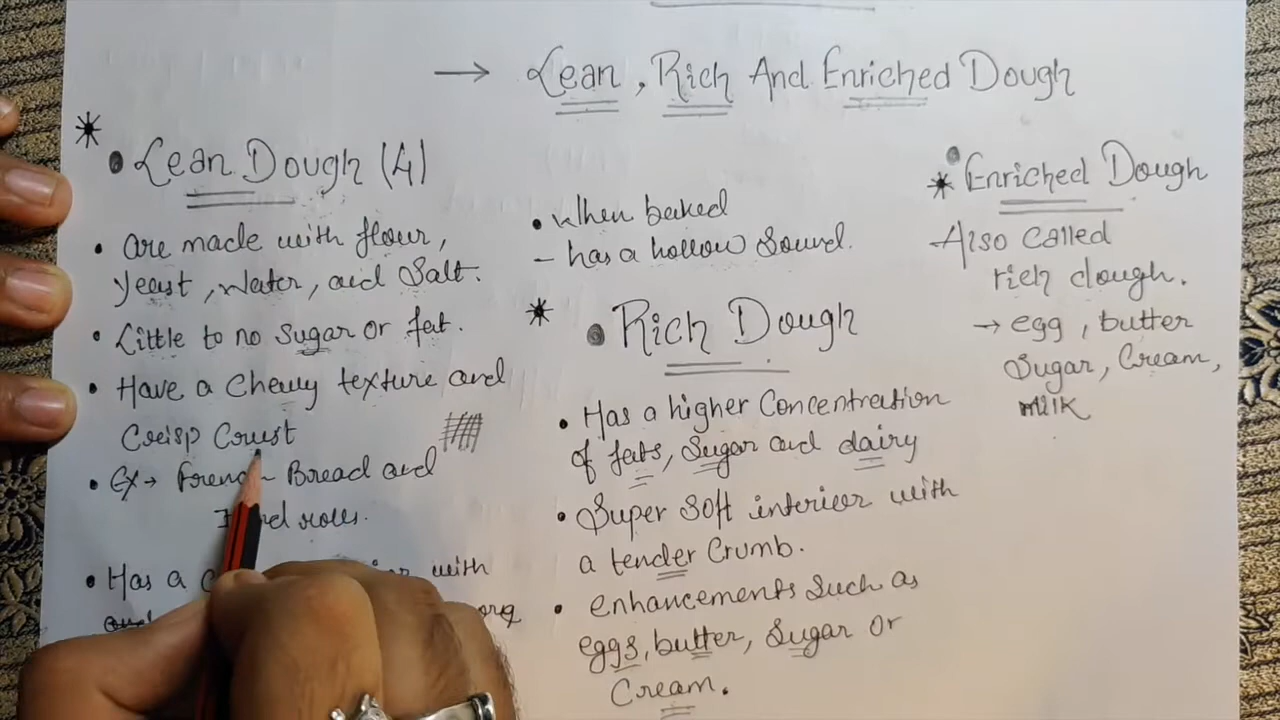 → Lean, Rich And Enriched Dough
* • Lean Dough (4)
• are made with flour,
yeast, water, and Salt.
• Little to no Sugar or fat.
• Have a Chewy texture and
Crisp Crust
• Ex → French Bread and
rolls.
• Has a with
• When baked
- has a hollow Sound.
* • Rich Dough
• Has a higher Concentration
of fats, Sugar and dairy
• Super Soft interior with
a tender Crumb.
• enhancements Such as
eggs, butter, Sugar or
Cream.
• * Enriched Dough
Also called
rich dough.
→ egg, butter
Sugar, Cream,
milk